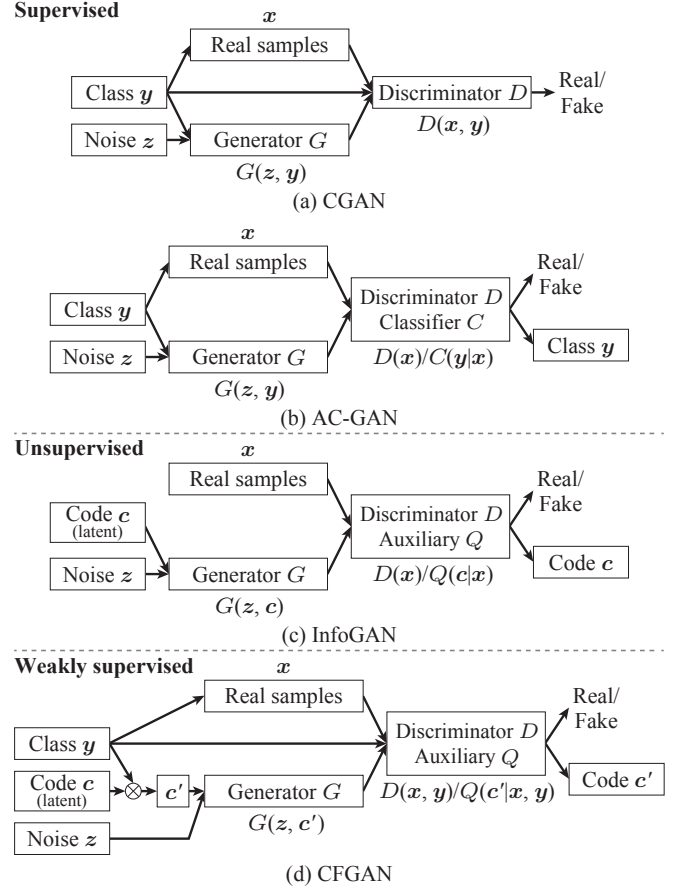 Supervised
x
Real samples
Class y
Discriminator D
Real/
Fake
Noise z
Generator G
D(x, y)
G(z, y)
(a) CGAN
x
Real samples
Real/
Fake
Class y
Discriminator D
Classifier C
Noise z
Generator G
Class y
D(x)/C(y|x)
G(z, y)
(b) AC-GAN
Unsupervised
x
Real samples
Real/
Fake
Code c
(latent)
Discriminator D
Auxiliary Q
Noise z
Generator G
Code c
D(x)/Q(c|x)
G(z, c)
(c) InfoGAN
Weakly supervised
x
Real samples
Real/
Fake
Class y
Discriminator D
Auxiliary Q
Code c
(latent)
⊗
c'
Generator G
Code c'
D(x, y)/Q(c'|x, y)
G(z, c')
Noise z
(d) CFGAN